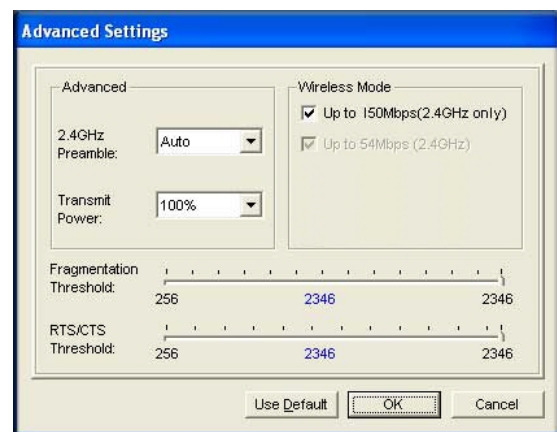 Advanced Settings
Advanced
2.4GHz
Preamble:
Auto
Transmit
Power:
100%
Wireless Mode
Up to 150Mbps(2.4GHz only)
Up to 54Mbps (2.4GHz)
Fragmentation
Threshold:
256 2346 2346
RTS/CTS
Threshold:
256 2346 2346
Use Default OK Cancel